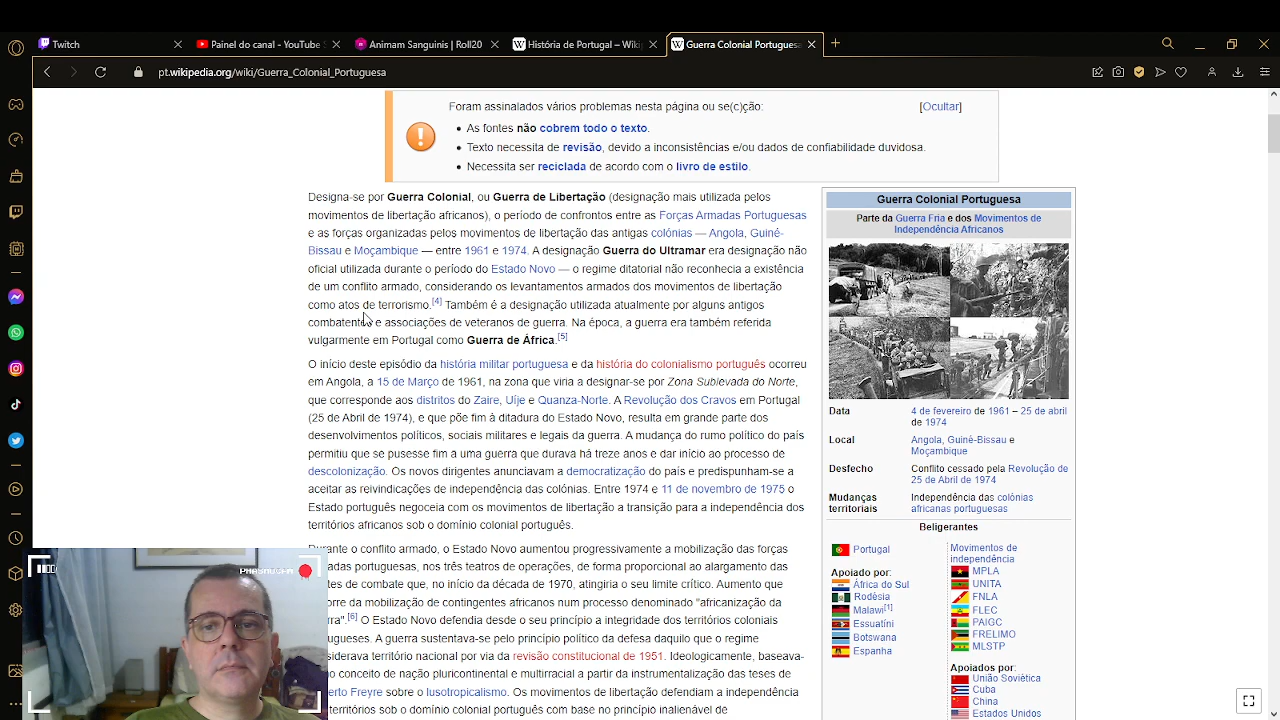 Twitch
Painel do canal - YouTube S
Animam Sanguinis | Roll20
História de Portugal – Wiki
Guerra Colonial Portuguesa
pt.wikipedia.org/wiki/Guerra_Colonial_Portuguesa
Foram assinalados vários problemas nesta página ou se(c)ção: [Ocultar]
As fontes não cobrem todo o texto.
Texto necessita de revisão, devido a inconsistências e/ou dados de confiabilidade duvidosa.
Necessita ser reciclada de acordo com o livro de estilo.
Designa-se por Guerra Colonial, ou Guerra de Libertação (designação mais utilizada pelos
movimentos de libertação africanos), o período de confrontos entre as Forças Armadas Portuguesas
e as forças organizadas pelos movimentos de libertação das antigas colónias — Angola, Guiné-
Bissau e Moçambique — entre 1961 e 1974. A designação Guerra do Ultramar era designação não
oficial utilizada durante o período do Estado Novo — o regime ditatorial não reconhecia a existência
de um conflito armado, considerando os levantamentos armados dos movimentos de libertação
como atos de terrorismo.[4] Também é a designação utilizada atualmente por alguns antigos
combatentes e associações de veteranos de guerra. Na época, a guerra era também referida
vulgarmente em Portugal como Guerra de África.[5]
O início deste episódio da história militar portuguesa e da história do colonialismo português ocorreu
em Angola, a 15 de Março de 1961, na zona que viria a designar-se por Zona Sublevada do Norte,
que corresponde aos distritos do Zaire, Uíje e Quanza-Norte. A Revolução dos Cravos em Portugal
(25 de Abril de 1974), e que põe fim à ditadura do Estado Novo, resulta em grande parte dos
desenvolvimentos políticos, sociais militares e legais da guerra. A mudança do rumo político do país
permitiu que se pusesse fim a uma guerra que durava há treze anos e dar início ao processo de
descolonização. Os novos dirigentes anunciavam a democratização do país e predispunham-se a
aceitar as reivindicações de independência das colónias. Entre 1974 e 11 de novembro de 1975 o
Estado português negoceia com os movimentos de libertação a transição para a independência dos
territórios africanos sob o domínio colonial português.
Durante o conflito armado, o Estado Novo aumentou progressivamente a mobilização das forças
adas portuguesas, nos três teatros de operações, de forma proporcional ao alargamento das
tes de combate que, no início da década de 1970, atingiria o seu limite crítico. Aumento que
orre da mobilização de contingentes africanos num processo denominado "africanização da
rra".[6] O Estado Novo defendia desde o seu princípio a integridade dos territórios coloniais
ugueses. A guerra sustentava-se pelo princípio político da defesa daquilo que o regime
siderava território nacional por via da revisão constitucional de 1951. Ideologicamente, baseava-
no conceito de nação pluricontinental e multirracial a partir da instrumentalização das teses de
erto Freyre sobre o lusotropicalismo. Os movimentos de libertação defendiam a independência
territórios sob o domínio colonial português com base no princípio inalienável de
Guerra Colonial Portuguesa
Parte da Guerra Fria e dos Movimentos de
Independência Africanos
Data 4 de fevereiro de 1961 – 25 de abril
de 1974
Local Angola, Guiné-Bissau e
Moçambique
Desfecho Conflito cessado pela Revolução de
25 de Abril de 1974
Mudanças territoriais Independência das colónias
africanas portuguesas
Beligerantes
Portugal
Apoiado por:
África do Sul
Rodésia
Malawi[1]
Essuatíni
Botswana
Espanha
Movimentos de
independência
MPLA
UNITA
FNLA
FLEC
PAIGC
FRELIMO
MLSTP
Apoiados por:
União Soviética
Cuba
China
Estados Unidos